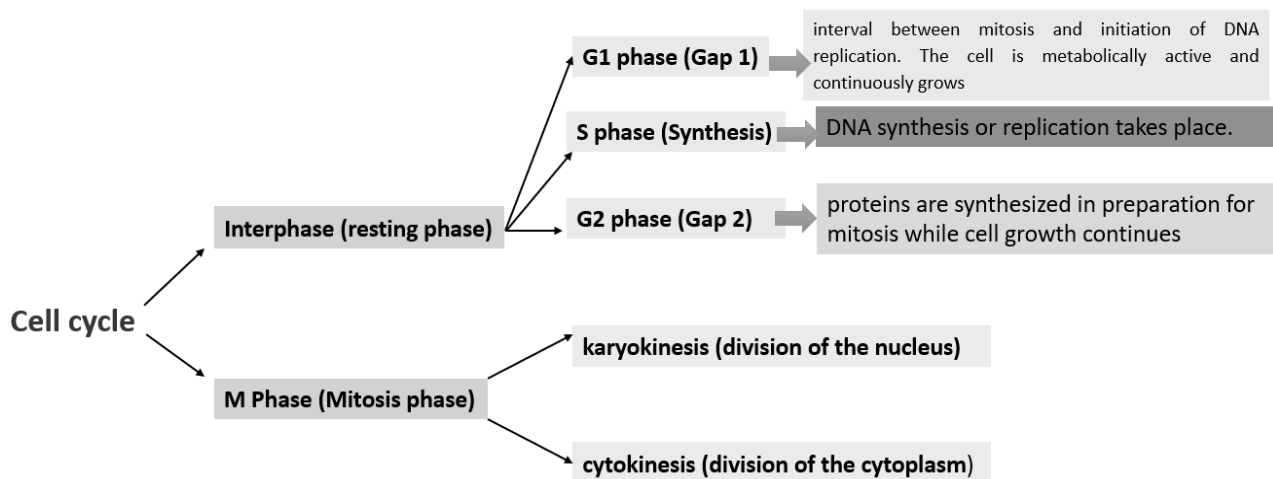 G1 phase (Gap 1)
interval between mitosis and initiation of DNA
replication. The cell is metabolically active and
continuously grows
S phase (Synthesis)
DNA synthesis or replication takes place.
Interphase (resting phase)
G2 phase (Gap 2)
proteins are synthesized in preparation for
mitosis while cell growth continues
Cell cycle
karyokinesis (division of the nucleus)
M Phase (Mitosis phase)
cytokinesis (division of the cytoplasm)